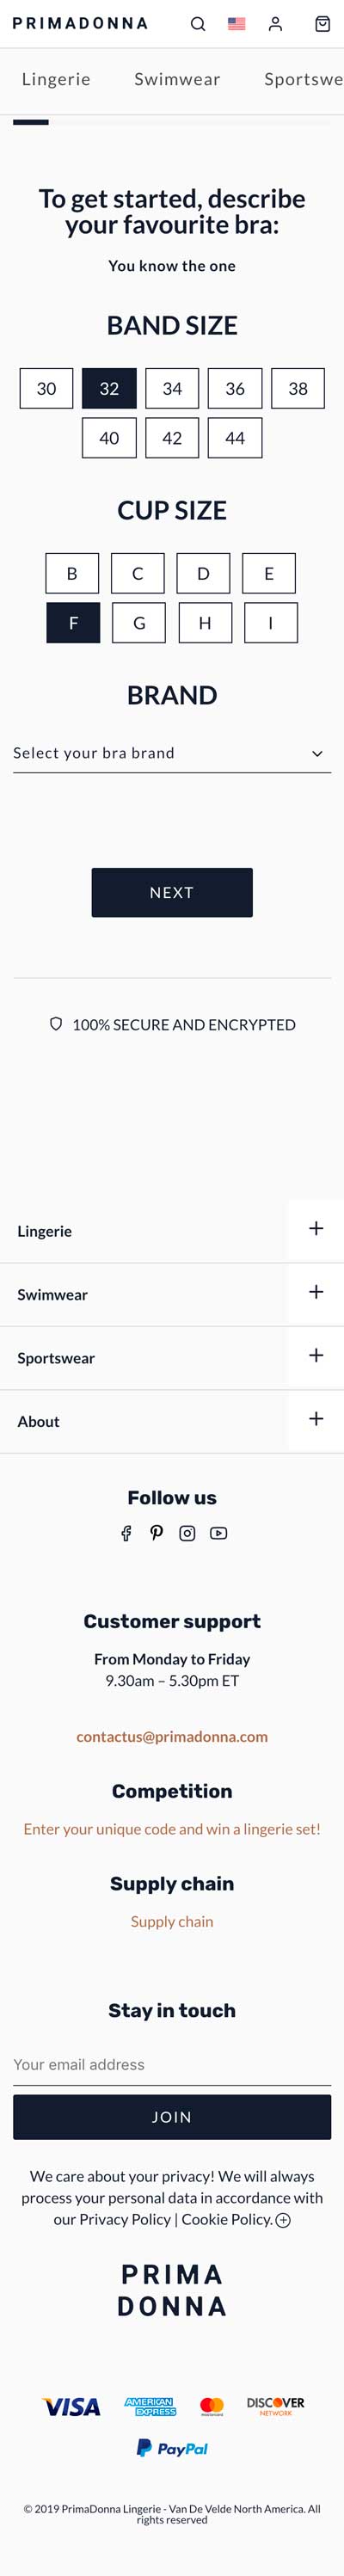 PRIMADONNA
Lingerie Swimwear Sportswe
To get started, describe
your favourite bra:
You know the one
BAND SIZE
30 32 34 36 38
40 42 44
CUP SIZE
B C D E
F G H I
BRAND
Select your bra brand
NEXT
100% SECURE AND ENCRYPTED
Lingerie
Swimwear
Sportswear
About
Follow us
Customer support
From Monday to Friday
9.30am – 5.30pm ET
contactus@primadonna.com
Competition
Enter your unique code and win a lingerie set!
Supply chain
Supply chain
Stay in touch
Your email address
JOIN
We care about your privacy! We will always
process your personal data in accordance with
our Privacy Policy | Cookie Policy.
PRIMA
DONNA
VISA AMERICAN EXPRESS mastercard DISCOVER NETWORK
PayPal
© 2019 PrimaDonna Lingerie - Van De Velde North America. All
rights reserved